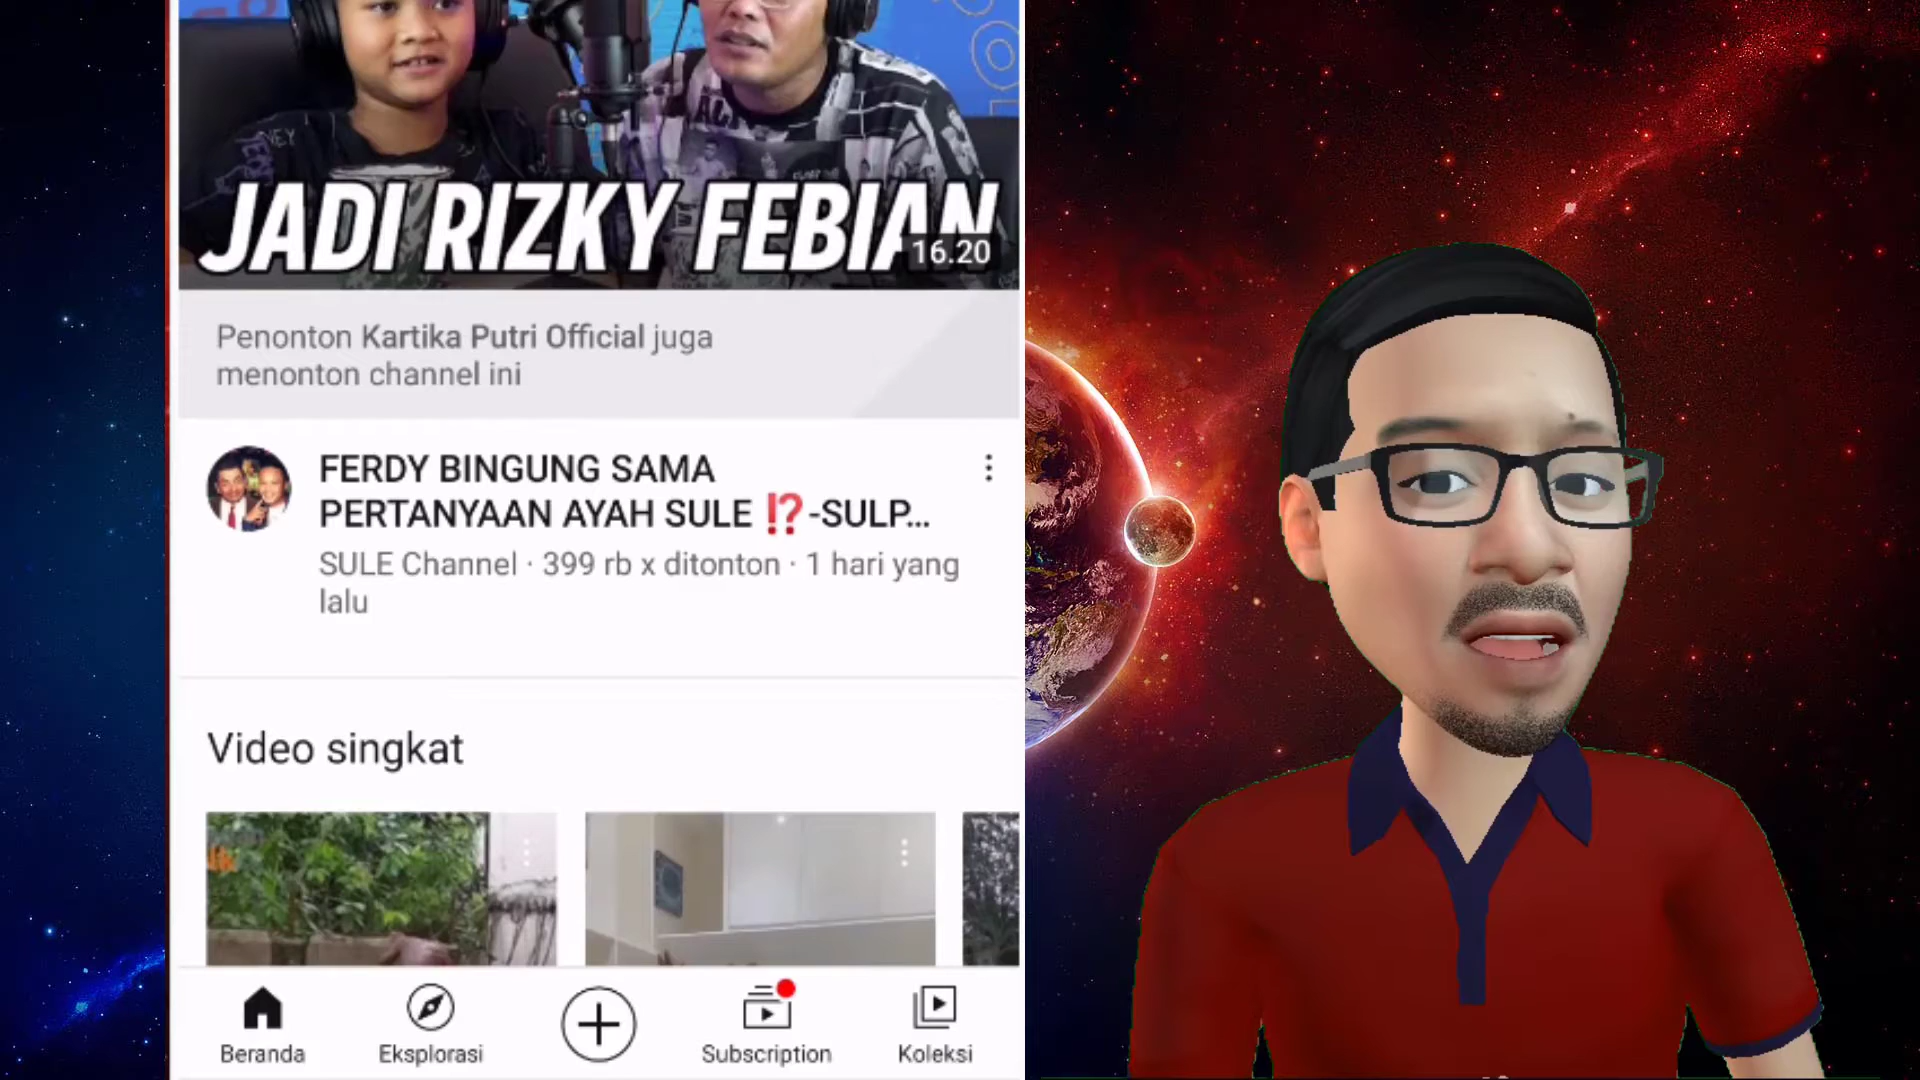 JADI RIZKY FEBIAN
16.20
Penonton Kartika Putri Official juga
menonton channel ini
FERDY BINGUNG SAMA
PERTANYAAN AYAH SULE ⁉️-SULP...
SULE Channel · 399 rb x ditonton · 1 hari yang
lalu
Video singkat
Beranda
Eksplorasi
Subscription
Koleksi